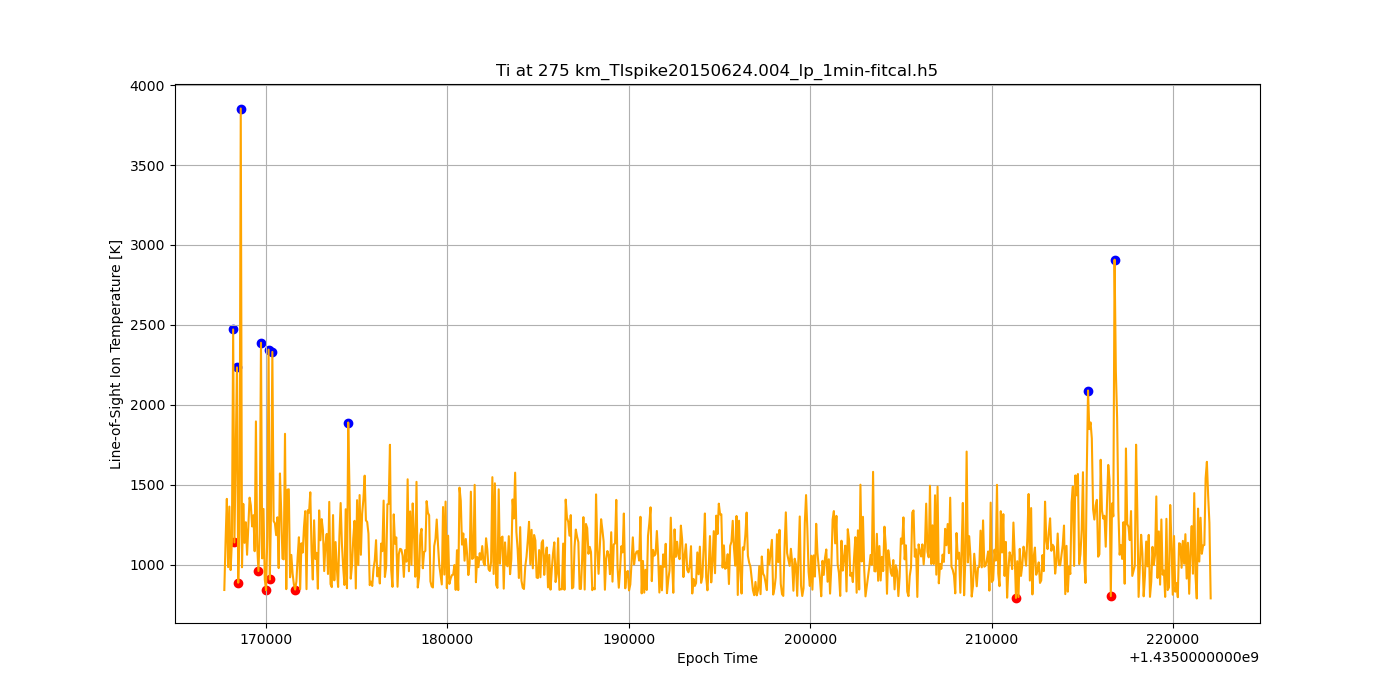 Ti at 275 km_TIspike20150624.004_lp_1min-fitcal.h5
Line-of-Sight Ion Temperature [K]
4000
3500
3000
2500
2000
1500
1000
170000 180000 190000 200000 210000 220000
Epoch Time
+1.4350000000e9